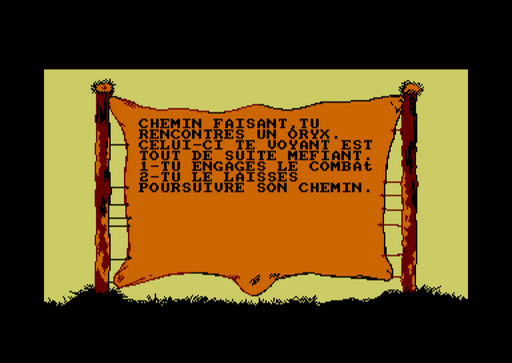 CHEMIN FAISANT,TU
RENCONTRES UN ORYX.
CELUI-CI TE VOYANT EST
TOUT DE SUITE MEFIANT.
1-TU ENGAGES LE COMBAt
2-TU LE LAISSES
POURSUIVRE SON CHEMIN.